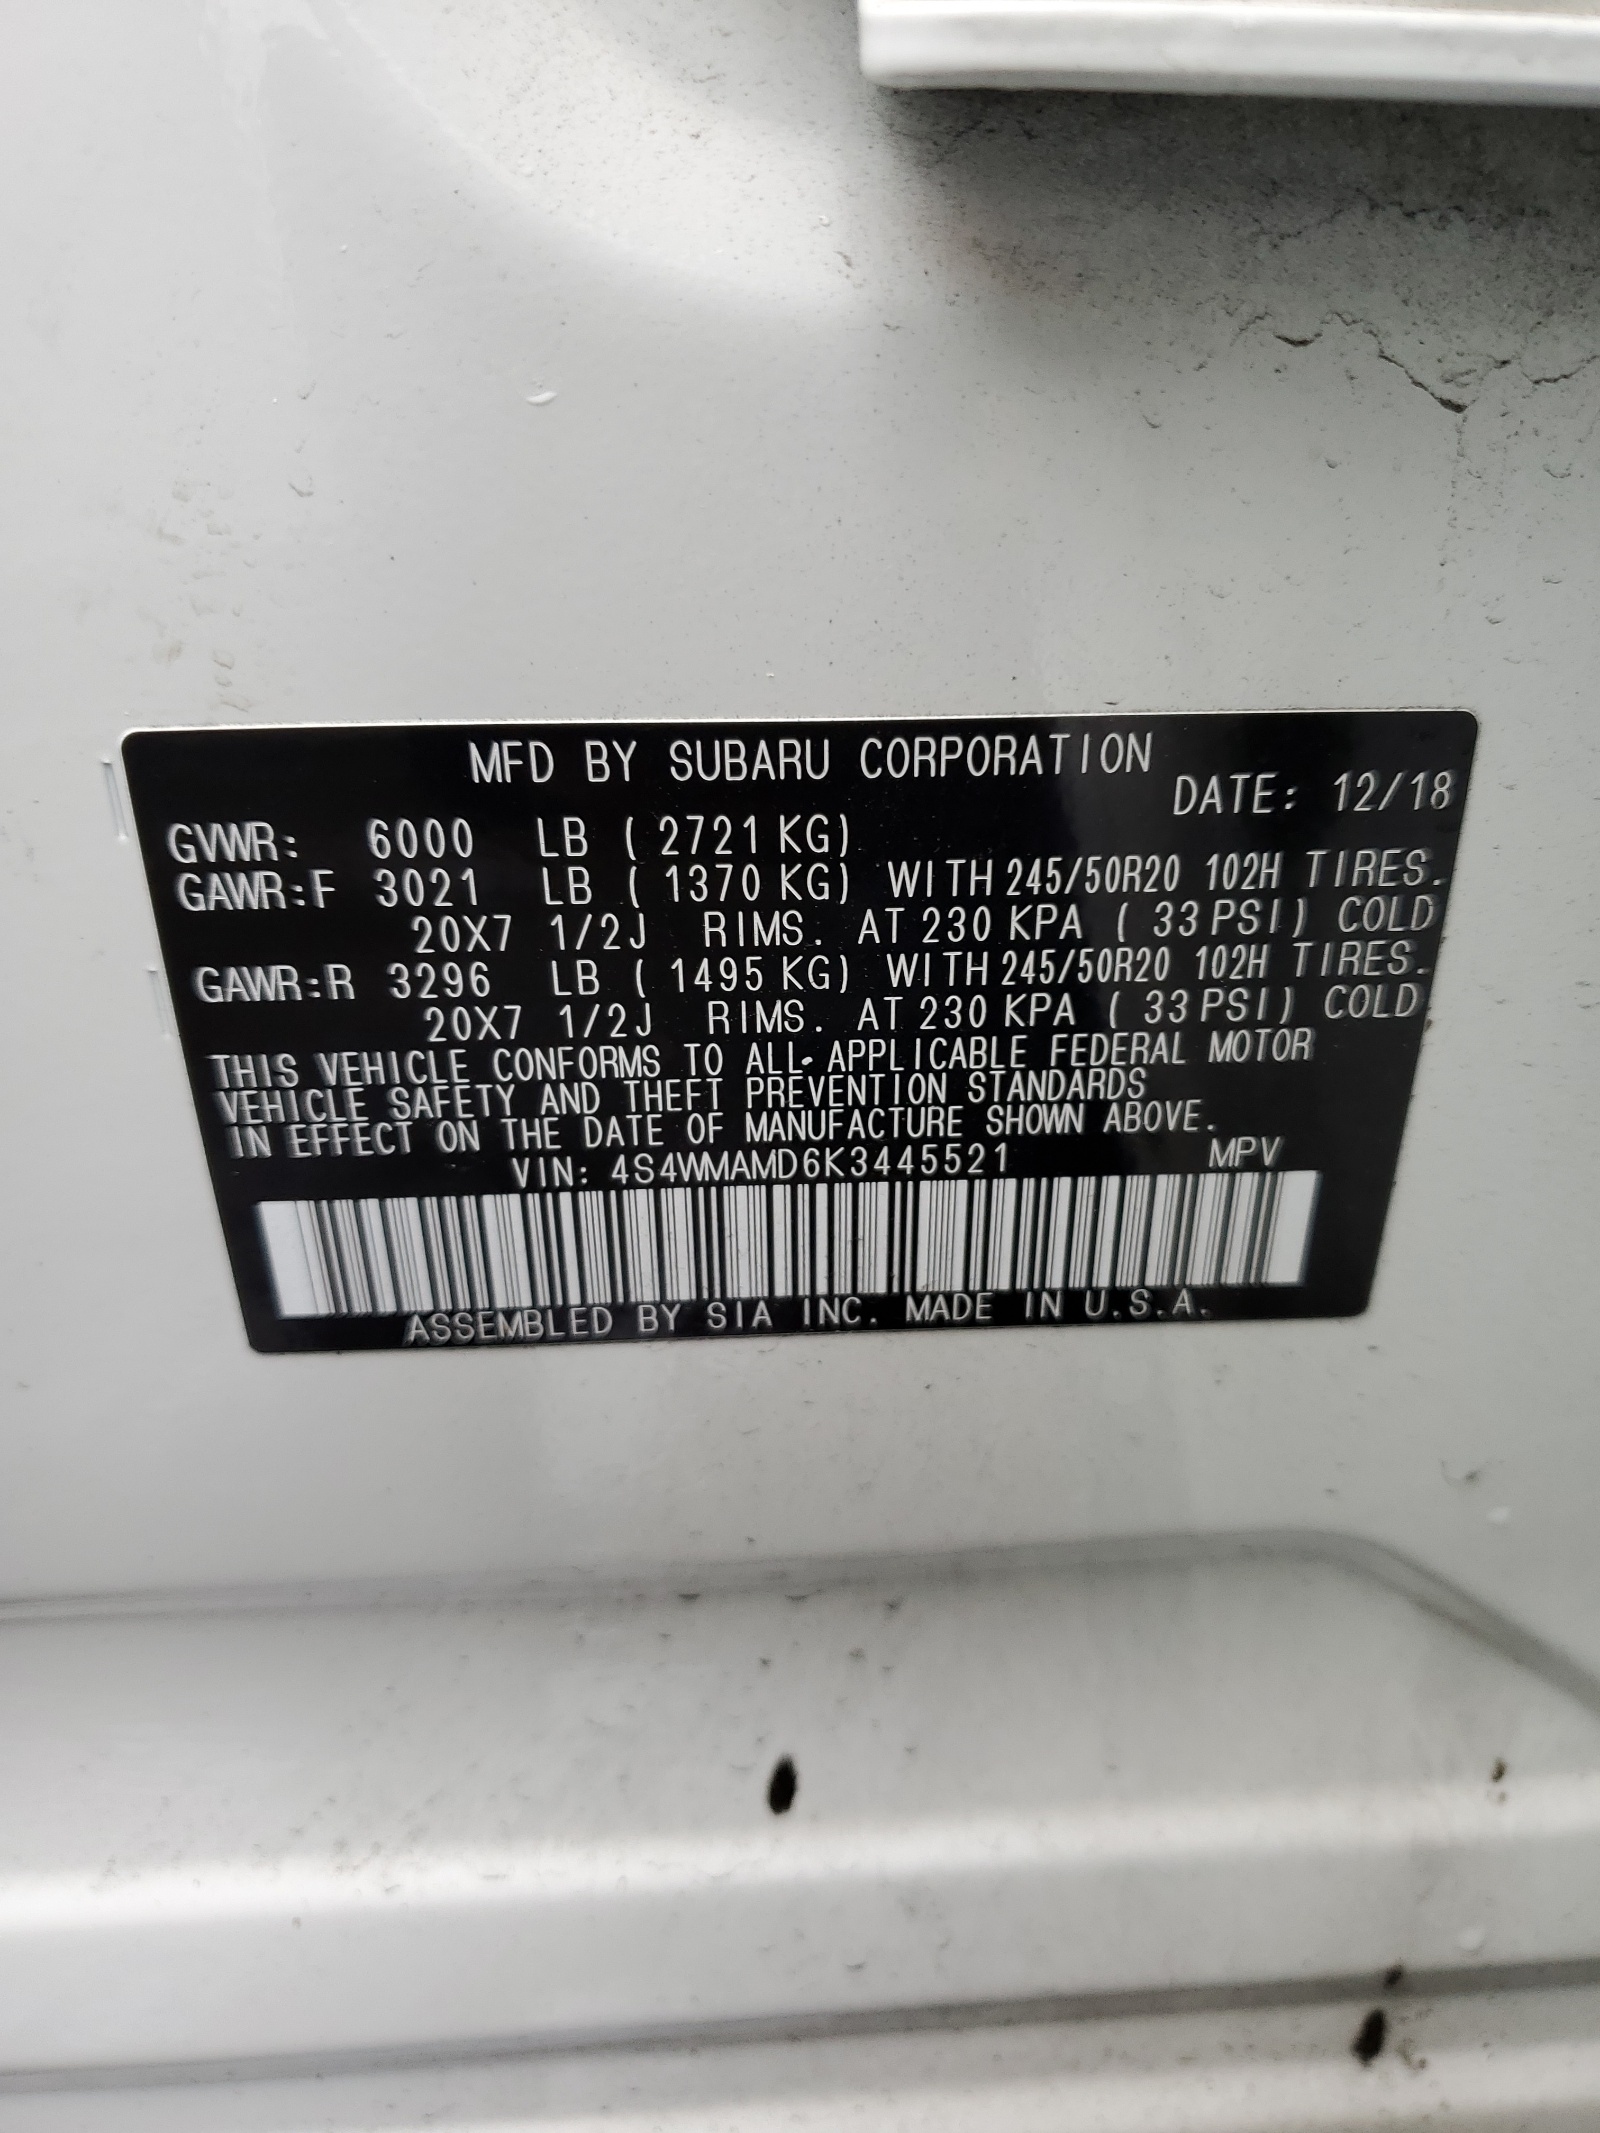 MFD BY SUBARU CORPORATION
DATE: 12/18
GVWR: 6000 LB ( 2721 KG)
GAWR:F 3021 LB ( 1370 KG) WITH 245/50R20 102H TIRES.
20X7 1/2J RIMS. AT 230 KPA ( 33 PSI) COLD
GAWR:R 3296 LB ( 1495 KG) WITH 245/50R20 102H TIRES.
20X7 1/2J RIMS. AT 230 KPA ( 33 PSI) COLD
THIS VEHICLE CONFORMS TO ALL APPLICABLE FEDERAL MOTOR
VEHICLE SAFETY AND THEFT PREVENTION STANDARDS
IN EFFECT ON THE DATE OF MANUFACTURE SHOWN ABOVE.
VIN: 4S4WMAMD6K3445521 MPV
ASSEMBLED BY SIA INC. MADE IN U.S.A.